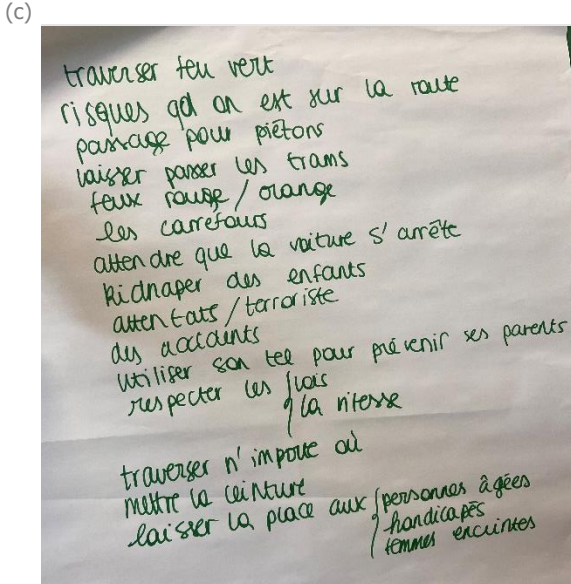 (c)
traverser feu vert
risques qd on est sur la route
passage pour piétons
laisser passer les trams
feux rouge / orange
les carrefours
attendre que la voiture s'arrête
kidnaper des enfants
attentats / terroriste
des accidents
utiliser son tel pour prévenir ses parents
respecter les { lois
la vitesse
traverser n'importe où
mettre la ceinture
laisser la place aux { personnes âgées
handicapés
femmes enceintes